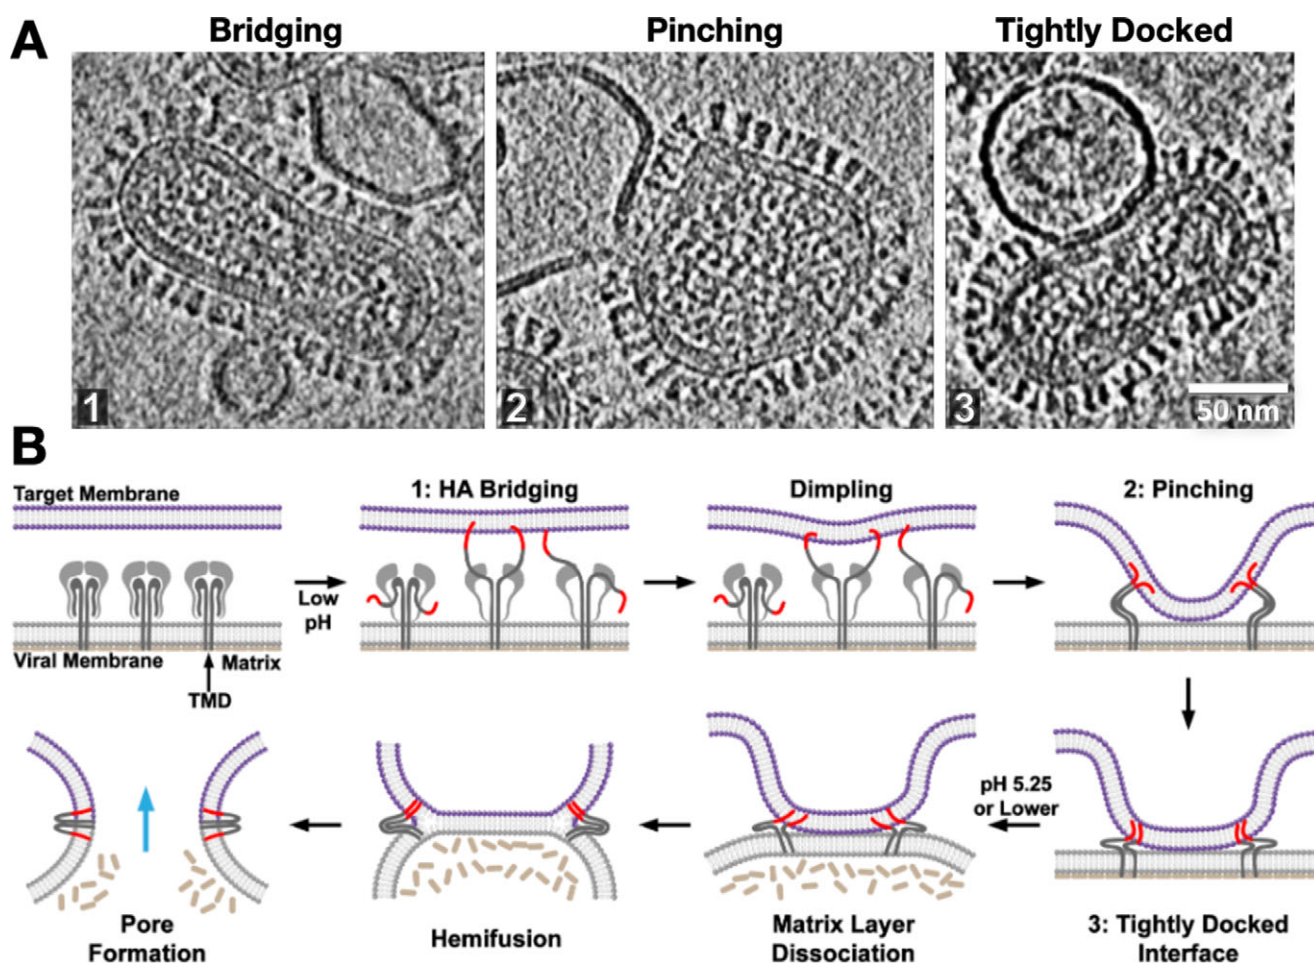 A
Bridging
Pinching
Tightly Docked
1
2
3
50 nm
B
Target Membrane
1: HA Bridging
Dimpling
2: Pinching
Low
pH
Viral Membrane
Matrix
TMD
pH 5.25
or Lower
Pore
Formation
Hemifusion
Matrix Layer
Dissociation
3: Tightly Docked
Interface